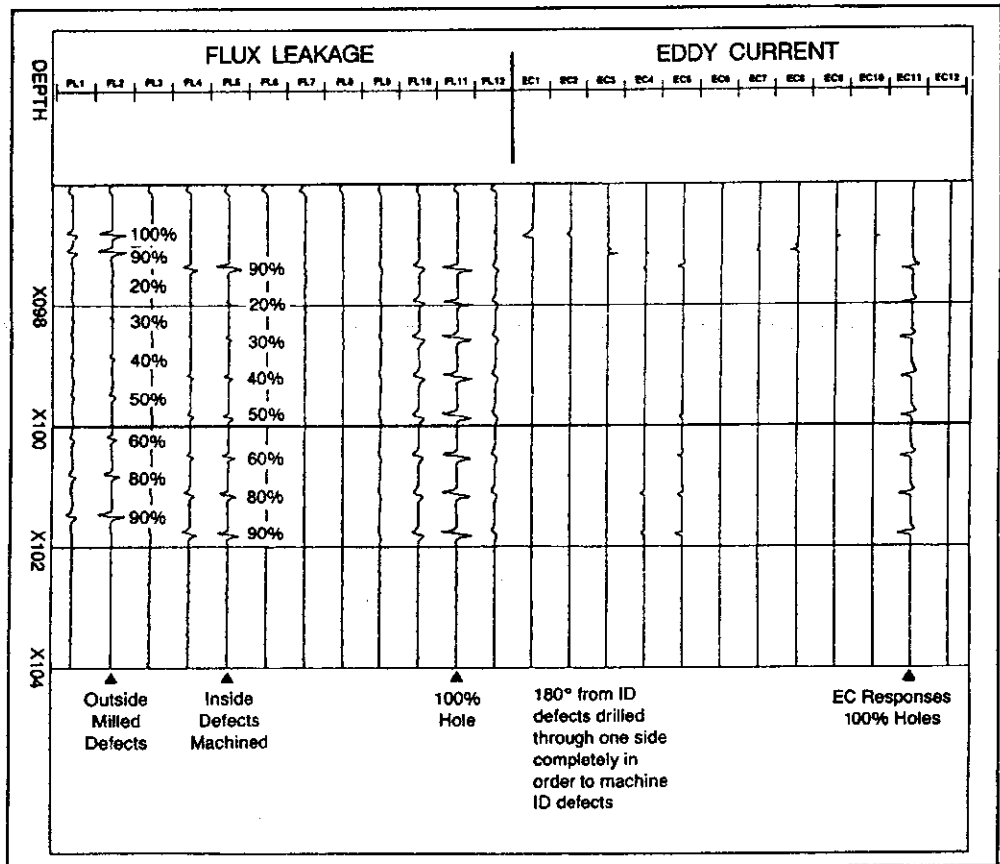 FLUX LEAKAGE
EDDY CURRENT
DEPTH
FL1 FL2 FL3 FL4 FL5 FL6 FL7 FL8 FL9 FL10 FL11 FL12 EC1 EC2 EC3 EC4 EC5 EC6 EC7 EC8 EC9 EC10 EC11 EC12
100%
90%
20%
30%
40%
50%
60%
80%
90%
90%
20%
30%
40%
50%
60%
80%
90%
X098
X100
X102
X104
Outside
Milled
Defects
Inside
Defects
Machined
100%
Hole
180° from ID
defects drilled
through one side
completely in
order to machine
ID defects
EC Responses
100% Holes